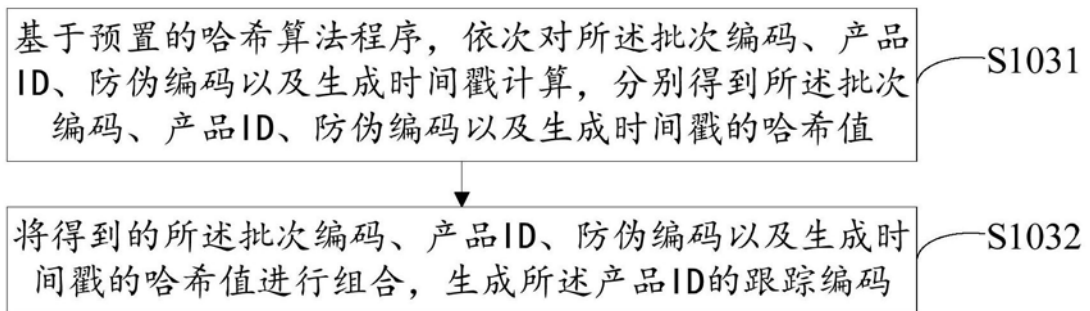 基于预置的哈希算法程序，依次对所述批次编码、产品
ID、防伪编码以及生成时间戳计算，分别得到所述批次
编码、产品ID、防伪编码以及生成时间戳的哈希值
S1031
将得到的所述批次编码、产品ID、防伪编码以及生成时
间戳的哈希值进行组合，生成所述产品ID的跟踪编码
S1032